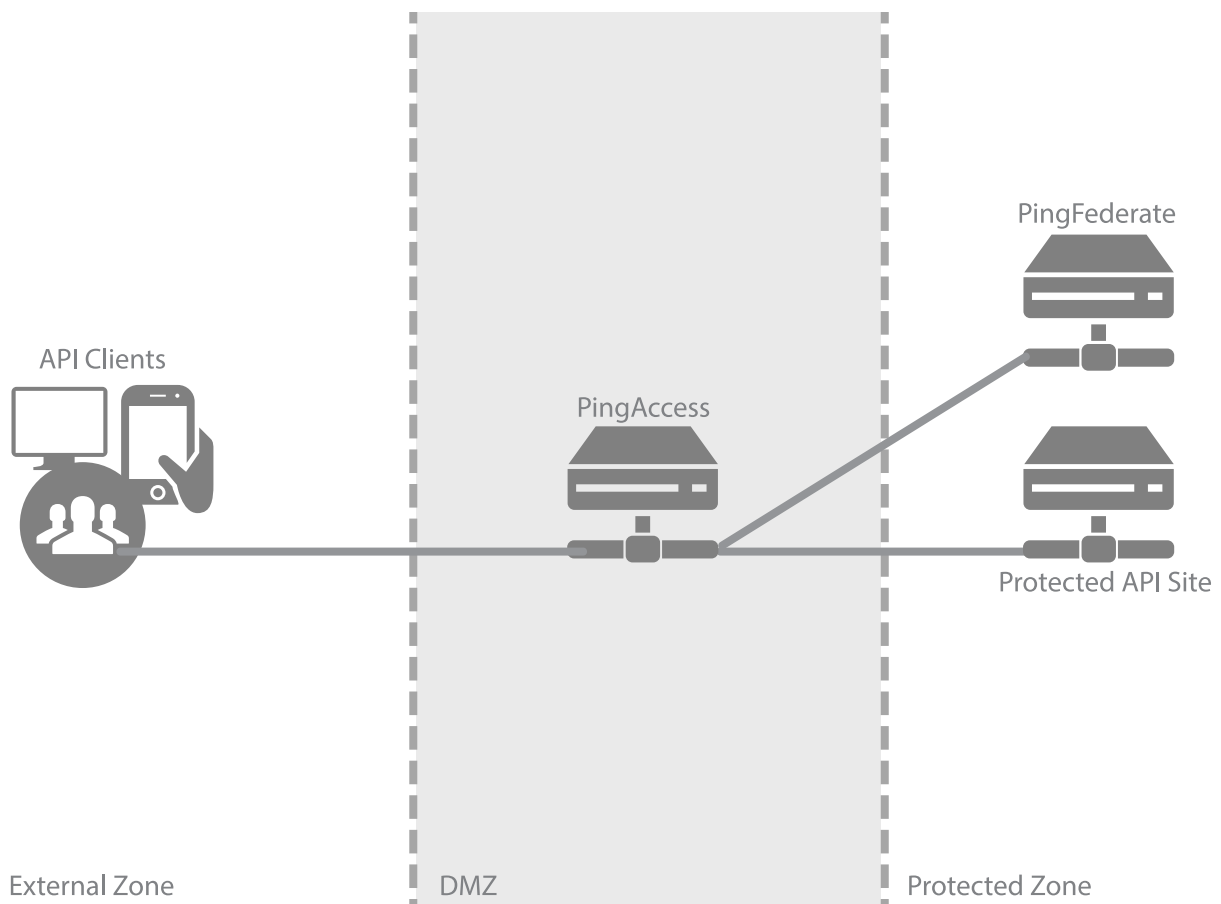 PingFederate
API Clients
PingAccess
Protected API Site
External Zone
DMZ
Protected Zone